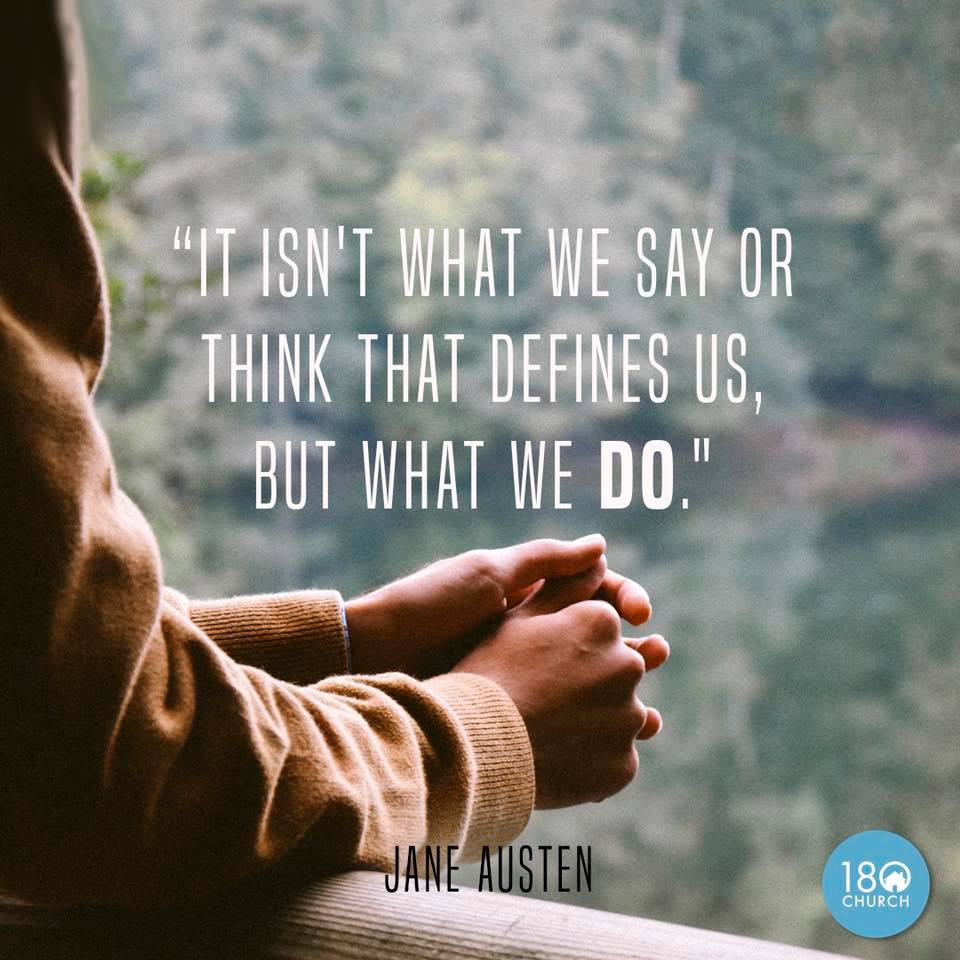 “IT ISN'T WHAT WE SAY OR
THINK THAT DEFINES US,
BUT WHAT WE DO."
JANE AUSTEN
180
CHURCH